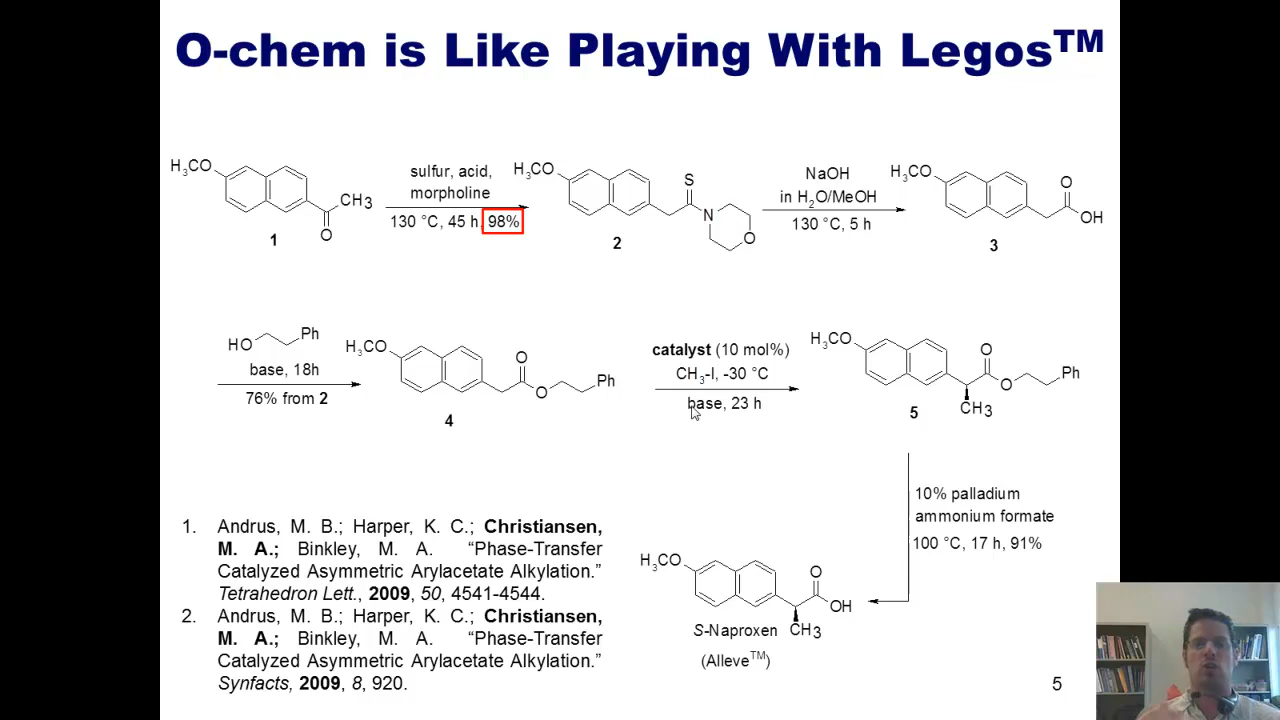 O-chem is Like Playing With Legos™
H₃CO
CH₃
O
1
sulfur, acid,
morpholine
130 °C, 45 h, 98%
H₃CO
S
N
O
2
NaOH
in H₂O/MeOH
130 °C, 5 h
H₃CO
O
OH
3
HO
Ph
base, 18h
76% from 2
H₃CO
O
O
Ph
4
catalyst (10 mol%)
CH₃-I, -30 °C
base, 23 h
H₃CO
O
O
Ph
CH₃
5
10% palladium
ammonium formate
100 °C, 17 h, 91%
H₃CO
O
OH
CH₃
S-Naproxen
(Alleve™)
1. Andrus, M. B.; Harper, K. C.; Christiansen,
M. A.; Binkley, M. A. “Phase-Transfer
Catalyzed Asymmetric Arylacetate Alkylation.”
Tetrahedron Lett., 2009, 50, 4541-4544.
2. Andrus, M. B.; Harper, K. C.; Christiansen,
M. A.; Binkley, M. A. “Phase-Transfer
Catalyzed Asymmetric Arylacetate Alkylation.”
Synfacts, 2009, 8, 920.
5